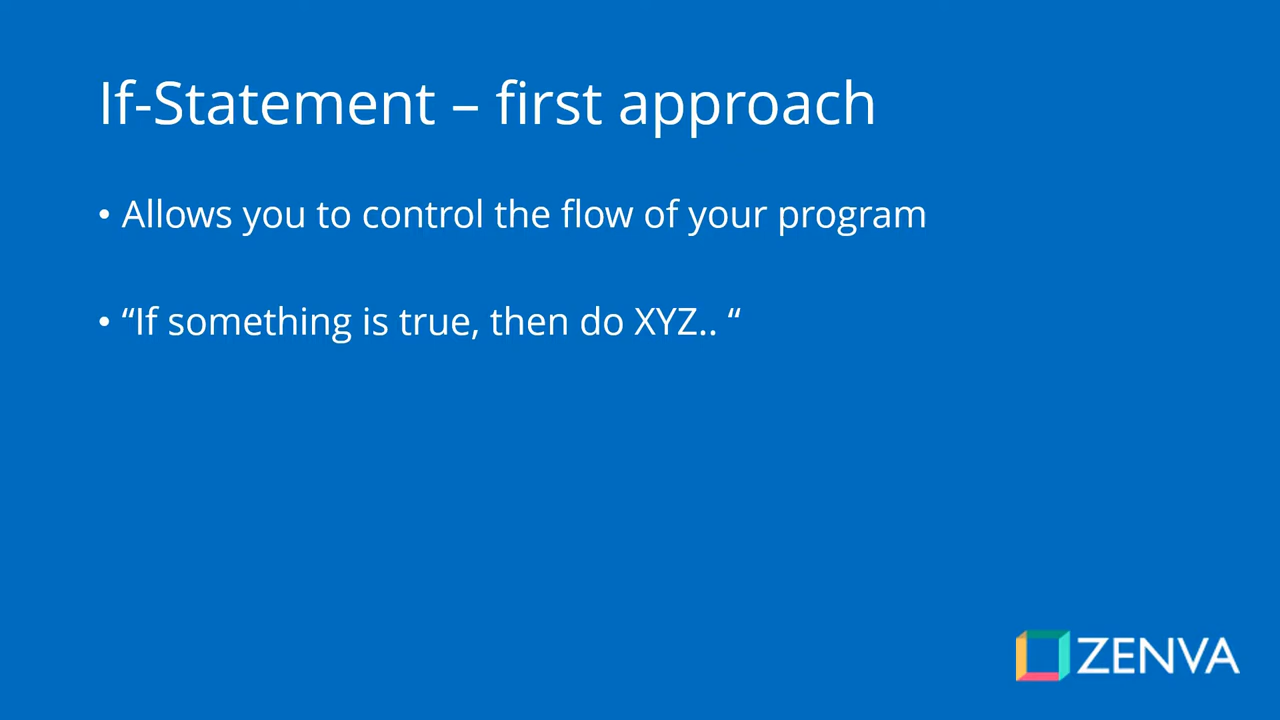 If-Statement – first approach
• Allows you to control the flow of your program
• “If something is true, then do XYZ.. “
ZENVA